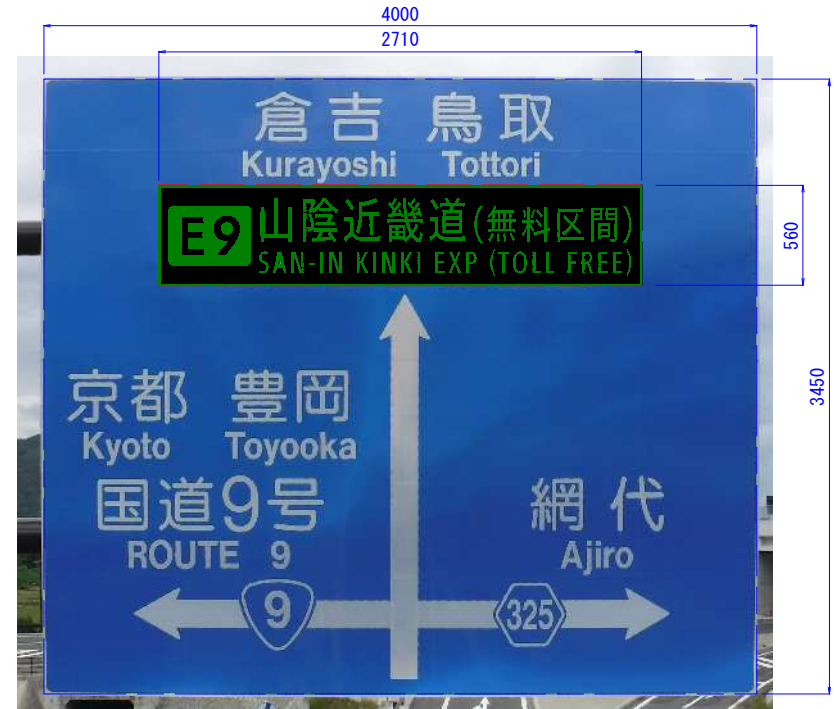 4000
2710
倉吉 鳥取
Kurayoshi Tottori
E9 山陰近畿道(無料区間)
SAN-IN KINKI EXP (TOLL FREE)
560
3450
京都 豊岡
Kyoto Toyooka
国道9号
ROUTE 9
網代
Ajiro
9
325